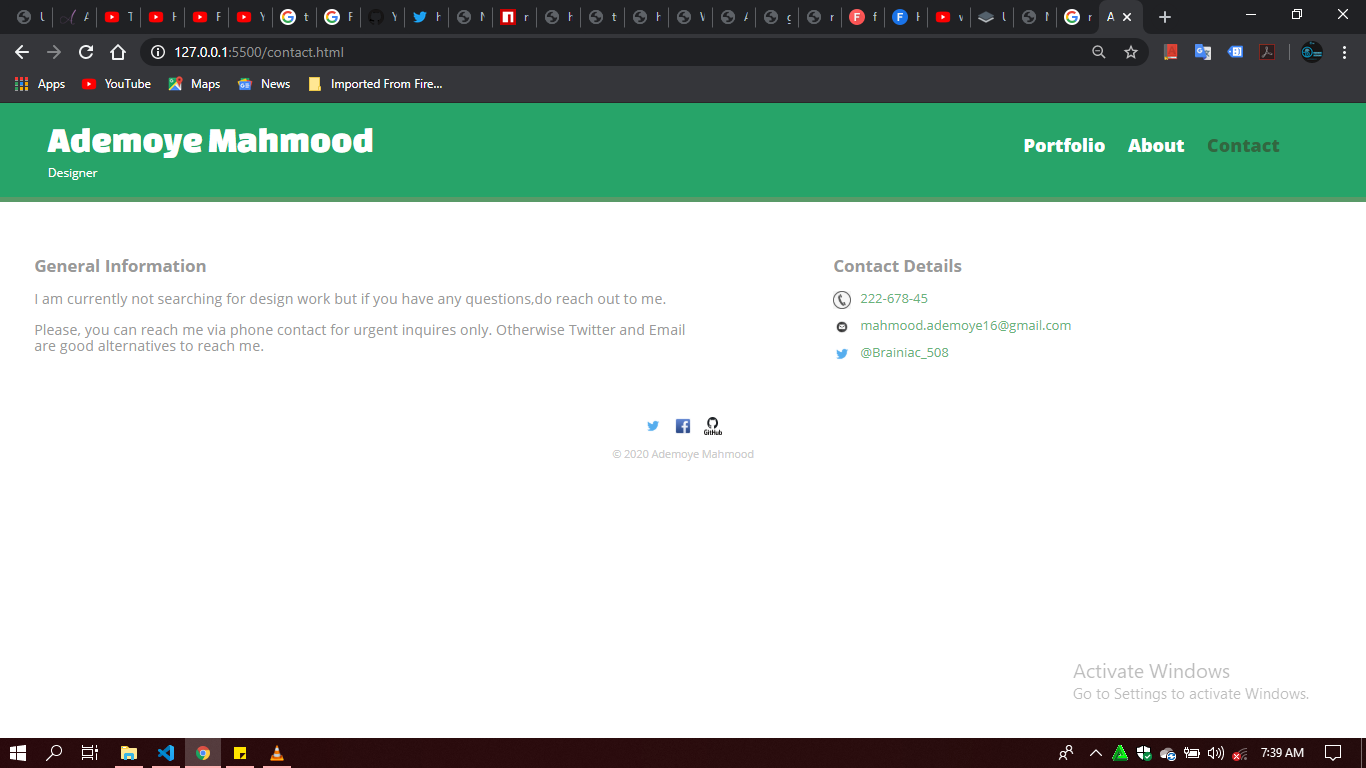 127.0.0.1:5500/contact.html
Apps YouTube Maps News Imported From Fire...
Ademoye Mahmood
Designer
Portfolio About Contact
General Information
I am currently not searching for design work but if you have any questions,do reach out to me.
Please, you can reach me via phone contact for urgent inquires only. Otherwise Twitter and Email
are good alternatives to reach me.
Contact Details
222-678-45
mahmood.ademoye16@gmail.com
@Brainiac_508
GitHub
© 2020 Ademoye Mahmood
Activate Windows
Go to Settings to activate Windows.
7:39 AM